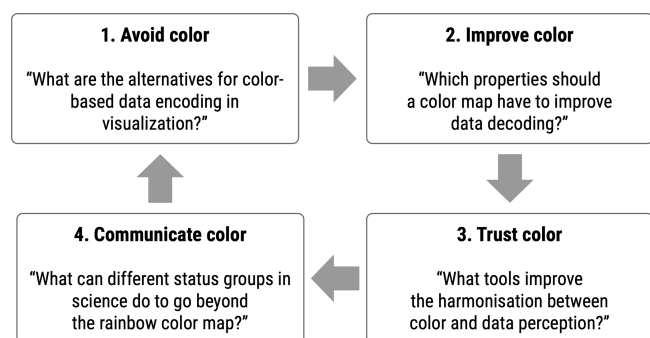 1. Avoid color
“What are the alternatives for color-
based data encoding in
visualization?”
2. Improve color
“Which properties should
a color map have to improve
data decoding?”
4. Communicate color
“What can different status groups in
science do to go beyond
the rainbow color map?”
3. Trust color
“What tools improve
the harmonisation between
color and data perception?”